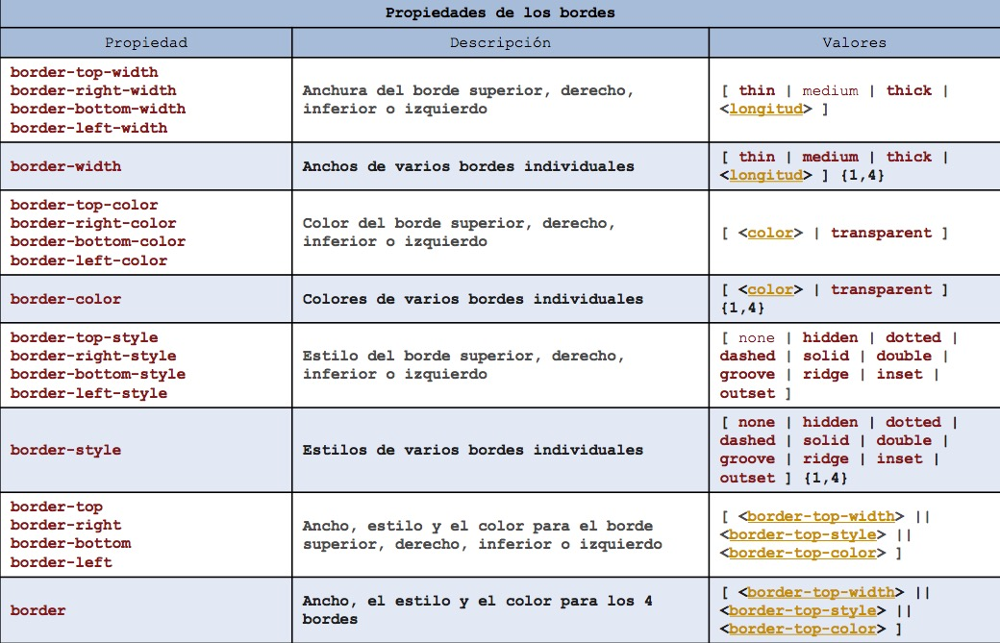 Propiedades de los bordes
Propiedad
Descripción
Valores
border-top-width
border-right-width
border-bottom-width
border-left-width
Anchura del borde superior, derecho,
inferior o izquierdo
[ thin | medium | thick |
<longitud> ]
border-width
Anchos de varios bordes individuales
[ thin | medium | thick |
<longitud> ] {1,4}
border-top-color
border-right-color
border-bottom-color
border-left-color
Color del borde superior, derecho,
inferior o izquierdo
[ <color> | transparent ]
border-color
Colores de varios bordes individuales
[ <color> | transparent ]
{1,4}
border-top-style
border-right-style
border-bottom-style
border-left-style
Estilo del borde superior, derecho,
inferior o izquierdo
[ none | hidden | dotted |
dashed | solid | double |
groove | ridge | inset |
outset ]
border-style
Estilos de varios bordes individuales
[ none | hidden | dotted |
dashed | solid | double |
groove | ridge | inset |
outset ] {1,4}
border-top
border-right
border-bottom
border-left
Ancho, estilo y el color para el borde
superior, derecho, inferior o izquierdo
[ <border-top-width> ||
<border-top-style> ||
<border-top-color> ]
border
Ancho, el estilo y el color para los 4
bordes
[ <border-top-width> ||
<border-top-style> ||
<border-top-color> ]